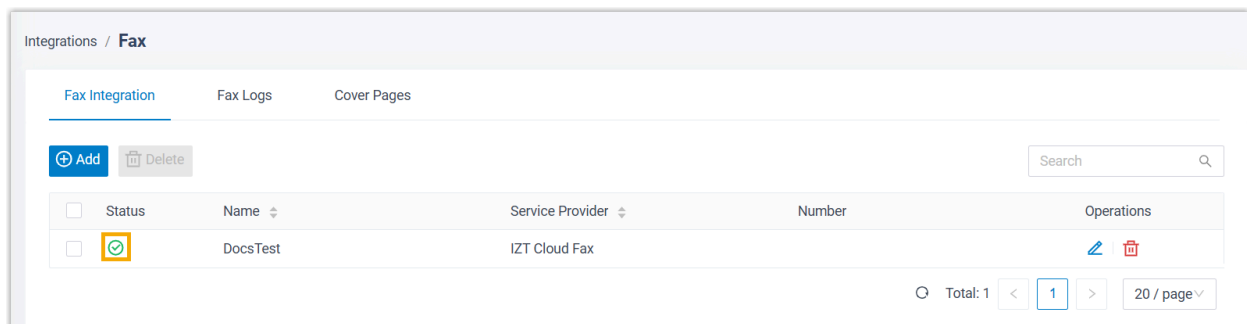 Integrations / Fax
Fax Integration Fax Logs Cover Pages
Add Delete Search
Status Name Service Provider Number Operations
DocsTest IZT Cloud Fax
Total: 1 < 1 > 20 / page